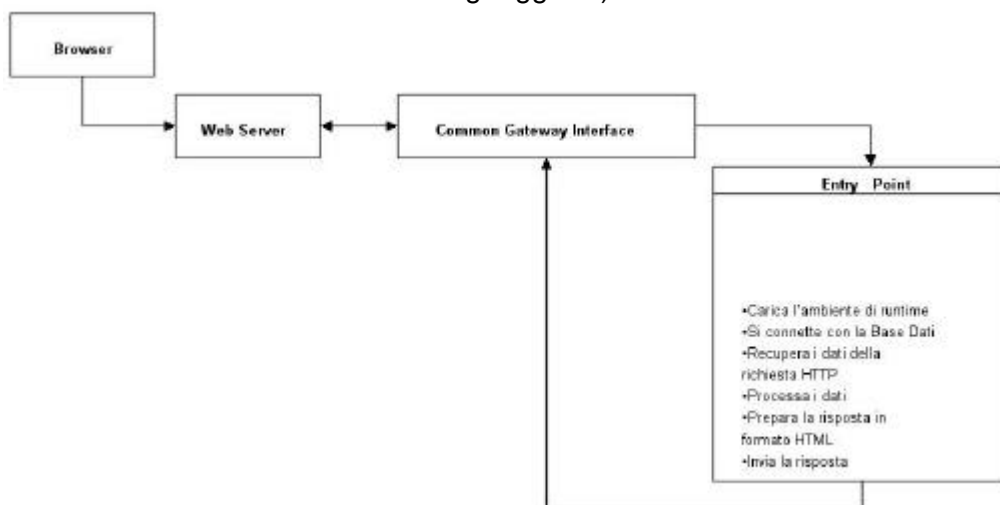 Browser
Web Server
Common Gateway Interface
Entry Point
•Carica l'ambiente di runtime
•Si connette con la Base Dati
•Recupera i dati della
richiesta HTTP
•Processa i dati
•Prepara la risposta in
formato HTML
•Invia la risposta